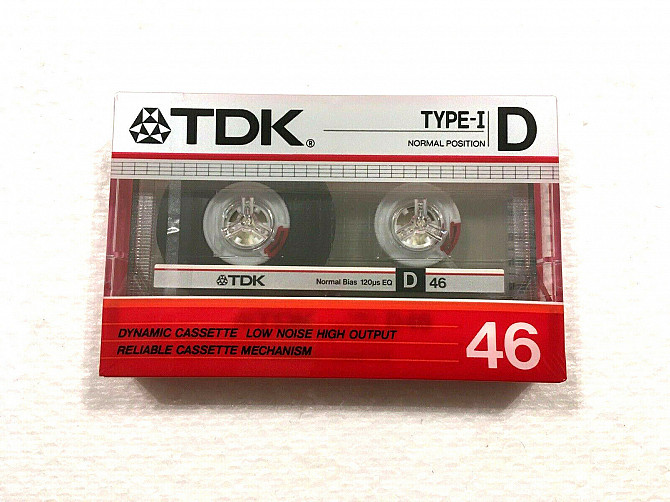 TDK®
TYPE-I D
NORMAL POSITION
TDK Normal Bias 120μs EQ D 46
DYNAMIC CASSETTE LOW NOISE HIGH OUTPUT
RELIABLE CASSETTE MECHANISM
46